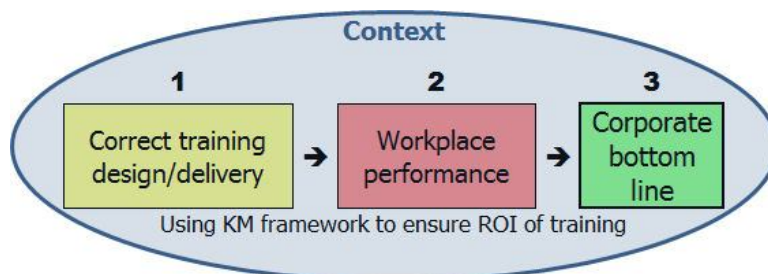 Context
1
Correct training
design/delivery
➔
2
Workplace
performance
➔
3
Corporate
bottom
line
Using KM framework to ensure ROI of training